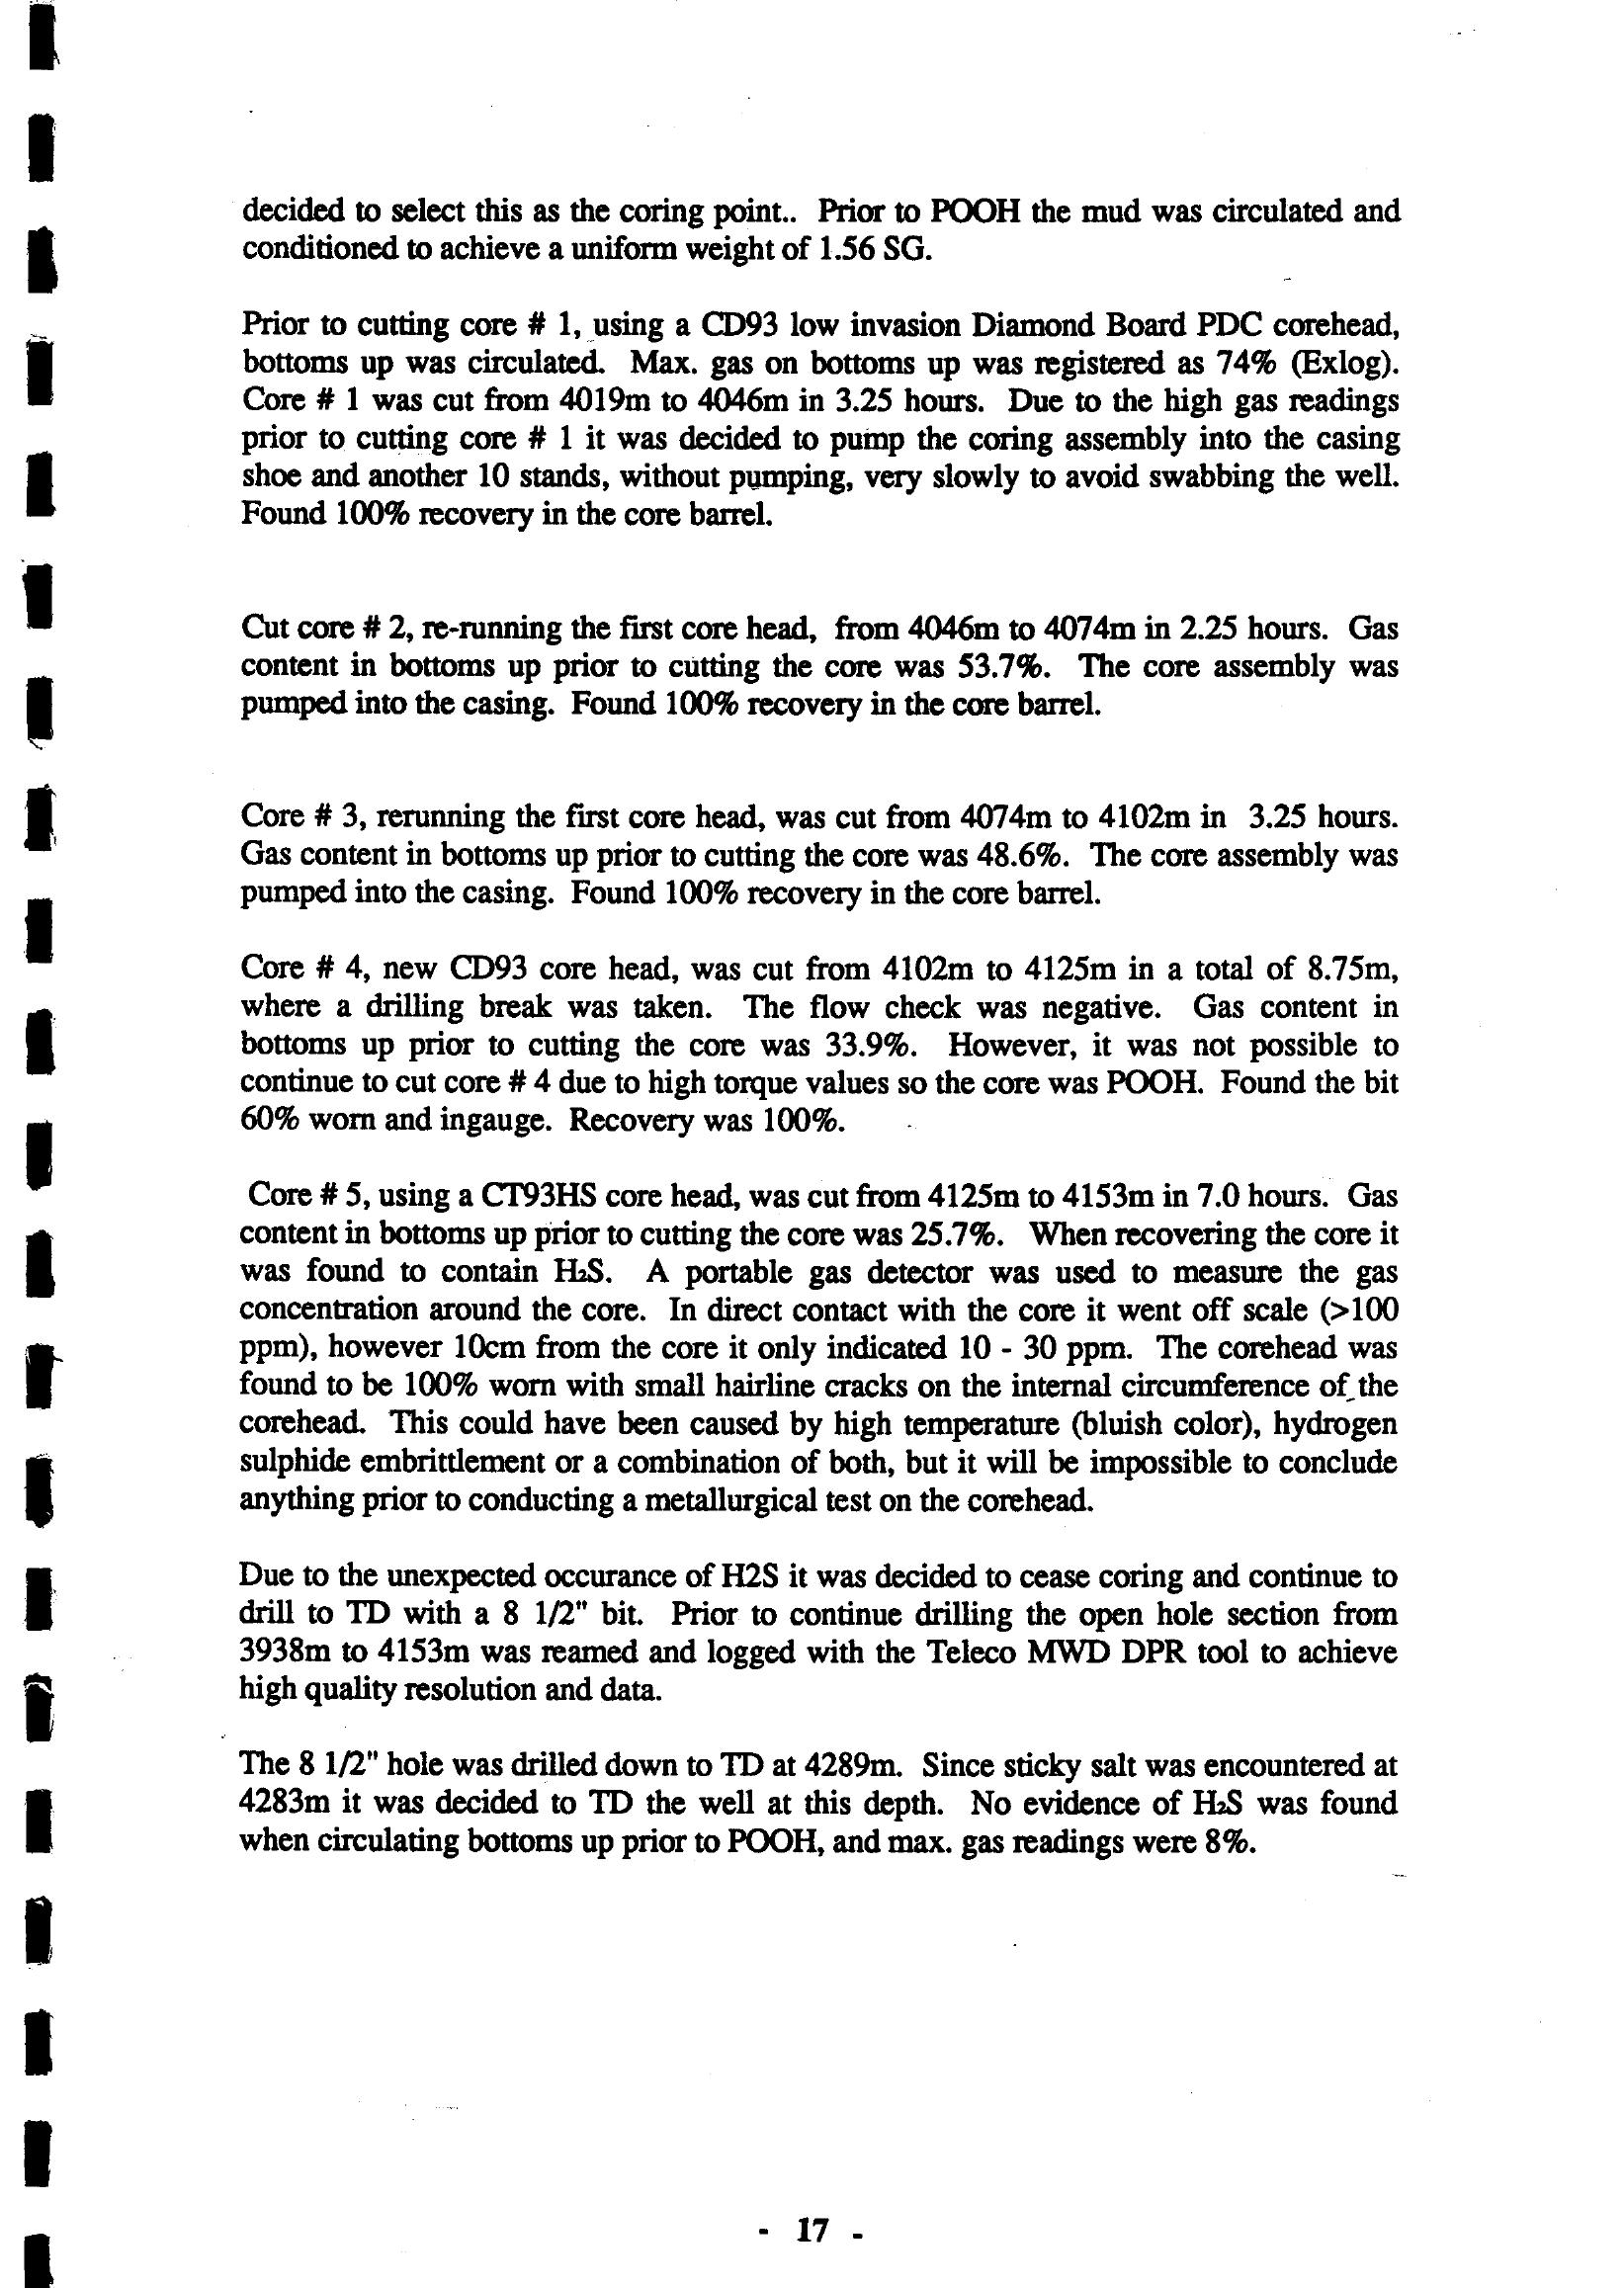 decided to select this as the coring point.. Prior to POOH the mud was circulated and
conditioned to achieve a uniform weight of 1.56 SG.
Prior to cutting core # 1, using a CD93 low invasion Diamond Board PDC corehead,
bottoms up was circulated. Max. gas on bottoms up was registered as 74% (Exlog).
Core # 1 was cut from 4019m to 4046m in 3.25 hours. Due to the high gas readings
prior to cutting core # 1 it was decided to pump the coring assembly into the casing
shoe and another 10 stands, without pumping, very slowly to avoid swabbing the well.
Found 100% recovery in the core barrel.
Cut core # 2, re-running the first core head, from 4046m to 4074m in 2.25 hours. Gas
content in bottoms up prior to cutting the core was 53.7%. The core assembly was
pumped into the casing. Found 100% recovery in the core barrel.
Core # 3, rerunning the first core head, was cut from 4074m to 4102m in 3.25 hours.
Gas content in bottoms up prior to cutting the core was 48.6%. The core assembly was
pumped into the casing. Found 100% recovery in the core barrel.
Core # 4, new CD93 core head, was cut from 4102m to 4125m in a total of 8.75m,
where a drilling break was taken. The flow check was negative. Gas content in
bottoms up prior to cutting the core was 33.9%. However, it was not possible to
continue to cut core # 4 due to high torque values so the core was POOH. Found the bit
60% worn and ingauge. Recovery was 100%.
Core # 5, using a CT93HS core head, was cut from 4125m to 4153m in 7.0 hours. Gas
content in bottoms up prior to cutting the core was 25.7%. When recovering the core it
was found to contain H₂S. A portable gas detector was used to measure the gas
concentration around the core. In direct contact with the core it went off scale (>100
ppm), however 10cm from the core it only indicated 10 - 30 ppm. The corehead was
found to be 100% worn with small hairline cracks on the internal circumference of the
corehead. This could have been caused by high temperature (bluish color), hydrogen
sulphide embrittlement or a combination of both, but it will be impossible to conclude
anything prior to conducting a metallurgical test on the corehead.
Due to the unexpected occurance of H2S it was decided to cease coring and continue to
drill to TD with a 8 1/2" bit. Prior to continue drilling the open hole section from
3938m to 4153m was reamed and logged with the Teleco MWD DPR tool to achieve
high quality resolution and data.
The 8 1/2" hole was drilled down to TD at 4289m. Since sticky salt was encountered at
4283m it was decided to TD the well at this depth. No evidence of H₂S was found
when circulating bottoms up prior to POOH, and max. gas readings were 8%.
- 17 -